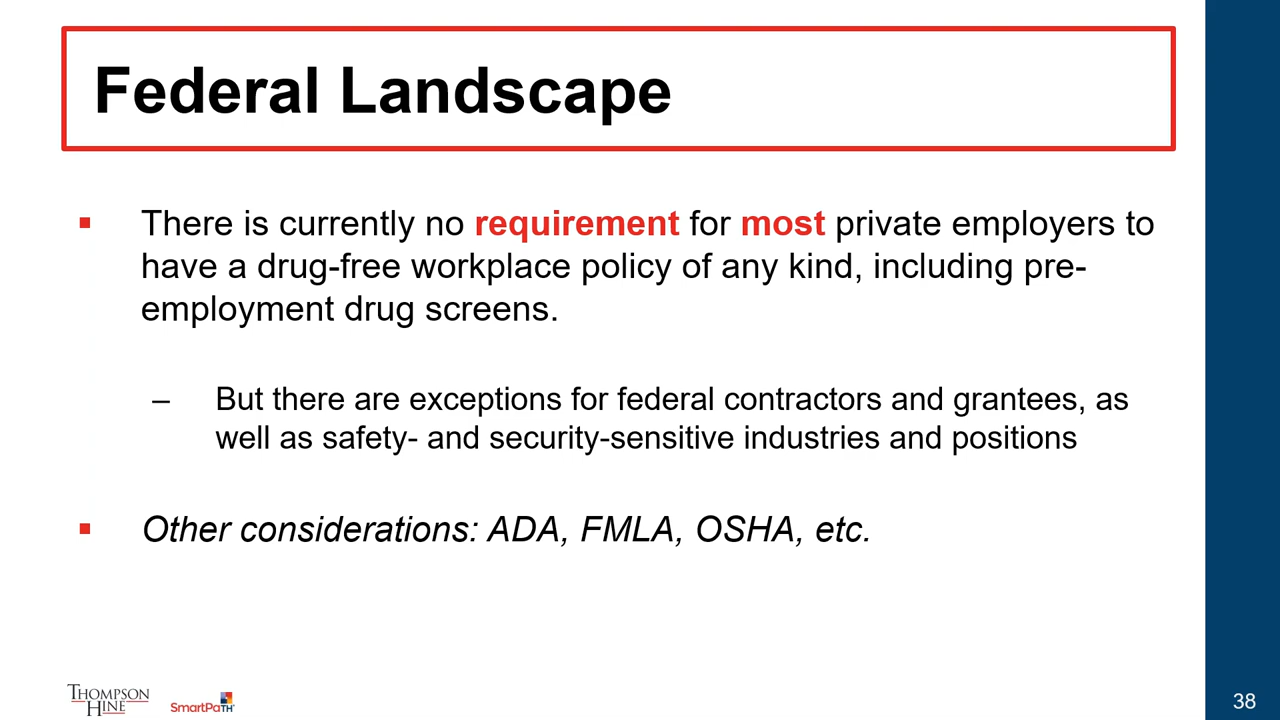 Federal Landscape
▪ There is currently no requirement for most private employers to
have a drug-free workplace policy of any kind, including pre-
employment drug screens.
– But there are exceptions for federal contractors and grantees, as
well as safety- and security-sensitive industries and positions
▪ Other considerations: ADA, FMLA, OSHA, etc.
THOMPSON
HINE
SmartPaTH
38